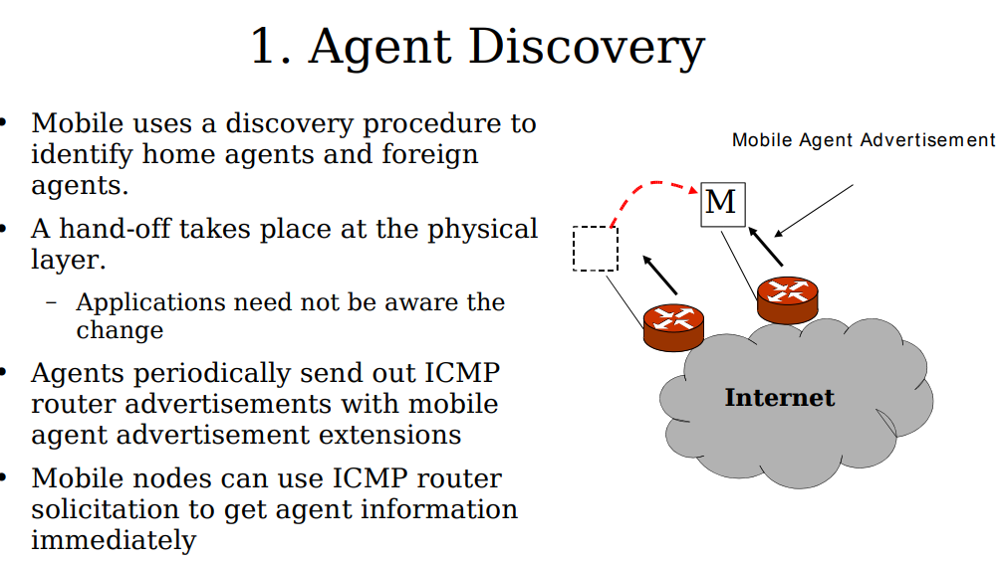 1. Agent Discovery
• Mobile uses a discovery procedure to
identify home agents and foreign
agents.
• A hand-off takes place at the physical
layer.
– Applications need not be aware the
change
• Agents periodically send out ICMP
router advertisements with mobile
agent advertisement extensions
• Mobile nodes can use ICMP router
solicitation to get agent information
immediately
Mobile Agent Advertisement
M
Internet